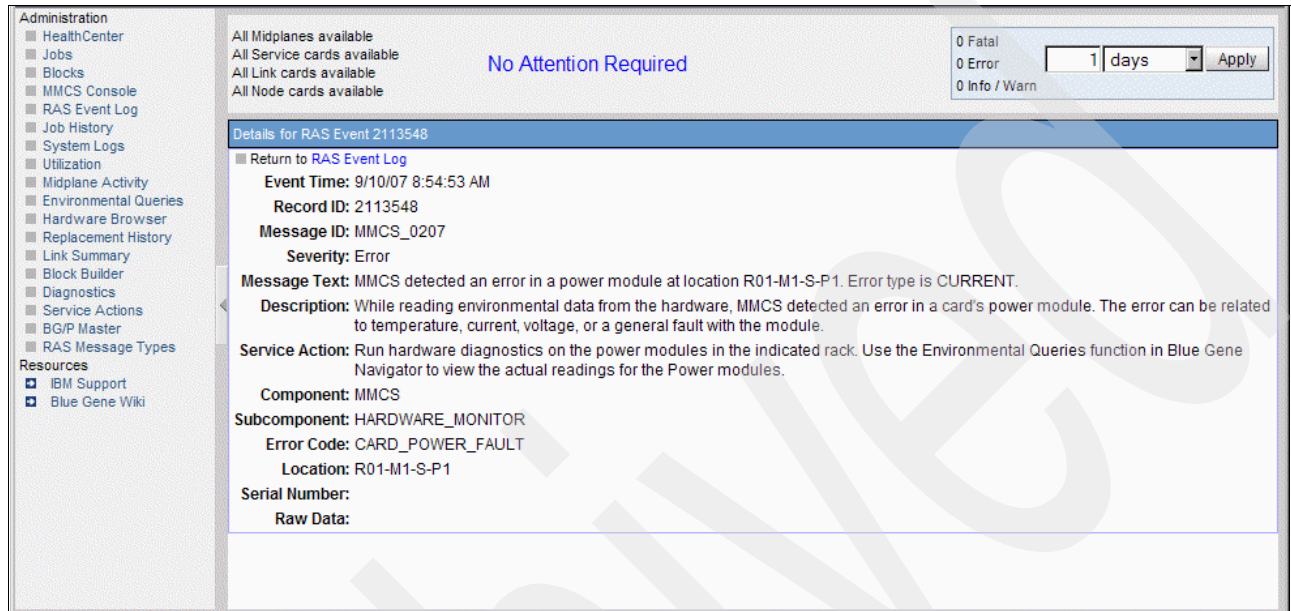 Administration
HealthCenter
Jobs
Blocks
MMCS Console
RAS Event Log
Job History
System Logs
Utilization
Midplane Activity
Environmental Queries
Hardware Browser
Replacement History
Link Summary
Block Builder
Diagnostics
Service Actions
BG/P Master
RAS Message Types
Resources
IBM Support
Blue Gene Wiki
All Midplanes available
All Service cards available
All Link cards available
All Node cards available
No Attention Required
0 Fatal
0 Error
0 Info / Warn
1 days Apply
Details for RAS Event 2113548
Return to RAS Event Log
Event Time: 9/10/07 8:54:53 AM
Record ID: 2113548
Message ID: MMCS_0207
Severity: Error
Message Text: MMCS detected an error in a power module at location R01-M1-S-P1. Error type is CURRENT.
Description: While reading environmental data from the hardware, MMCS detected an error in a card's power module. The error can be related
to temperature, current, voltage, or a general fault with the module.
Service Action: Run hardware diagnostics on the power modules in the indicated rack. Use the Environmental Queries function in Blue Gene
Navigator to view the actual readings for the Power modules.
Component: MMCS
Subcomponent: HARDWARE_MONITOR
Error Code: CARD_POWER_FAULT
Location: R01-M1-S-P1
Serial Number:
Raw Data: